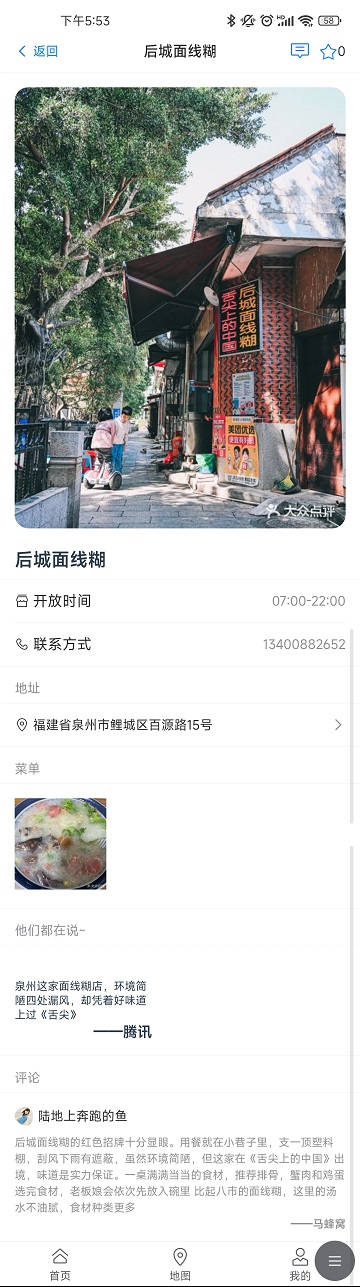 下午5:53
58
返回
后城面线糊
0
后城面线糊
舌尖上的中国
美团优选
便宜有好
大众点评
后城面线糊
开放时间
07:00-22:00
联系方式
13400882652
地址
福建省泉州市鲤城区百源路15号
菜单
他们都在说~
泉州这家面线糊店，环境简
陋四处漏风，却凭着好味道
上过《舌尖》
——腾讯
评论
陆地上奔跑的鱼
后城面线糊的红色招牌十分显眼。用餐就在小巷子里，支一顶塑料
棚，刮风下雨有遮蔽，虽然环境简陋，但这家在《舌尖上的中国》出
境，味道是实力保证。一桌满满当当的食材，推荐排骨，蟹肉和鸡蛋
选完食材，老板娘会依次先放入碗里 比起八市的面线糊，这里的汤
水不油腻，食材种类更多
——马蜂窝
首页
地图
我的